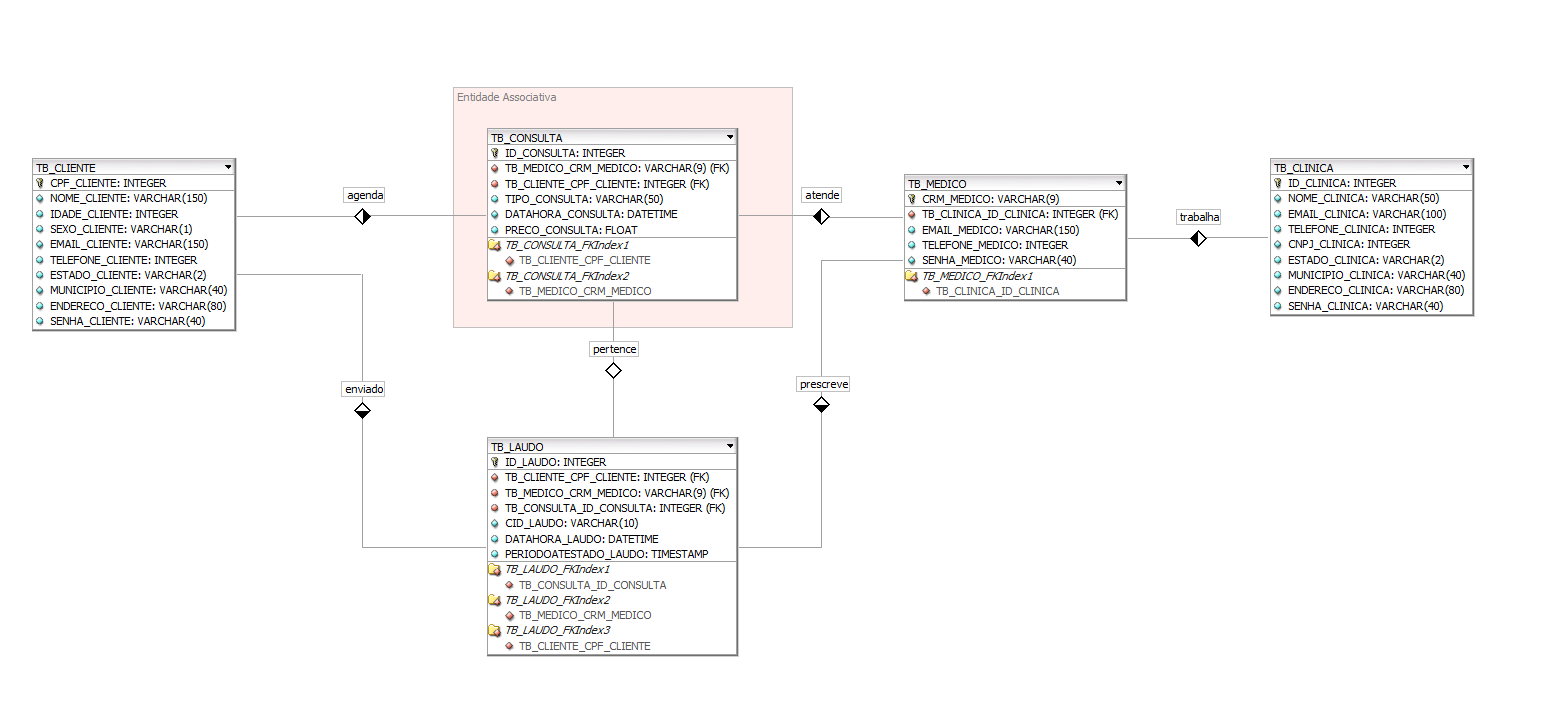 Entidade Associativa
TB_CLIENTE
CPF_CLIENTE: INTEGER
NOME_CLIENTE: VARCHAR(150)
IDADE_CLIENTE: INTEGER
SEXO_CLIENTE: VARCHAR(1)
EMAIL_CLIENTE: VARCHAR(150)
TELEFONE_CLIENTE: INTEGER
ESTADO_CLIENTE: VARCHAR(2)
MUNICIPIO_CLIENTE: VARCHAR(40)
ENDERECO_CLIENTE: VARCHAR(80)
SENHA_CLIENTE: VARCHAR(40)
agenda
TB_CONSULTA
ID_CONSULTA: INTEGER
TB_MEDICO_CRM_MEDICO: VARCHAR(9) (FK)
TB_CLIENTE_CPF_CLIENTE: INTEGER (FK)
TIPO_CONSULTA: VARCHAR(50)
DATAHORA_CONSULTA: DATETIME
PRECO_CONSULTA: FLOAT
TB_CONSULTA_FKIndex1
TB_CLIENTE_CPF_CLIENTE
TB_CONSULTA_FKIndex2
TB_MEDICO_CRM_MEDICO
atende
TB_MEDICO
CRM_MEDICO: VARCHAR(9)
TB_CLINICA_ID_CLINICA: INTEGER (FK)
EMAIL_MEDICO: VARCHAR(150)
TELEFONE_MEDICO: INTEGER
SENHA_MEDICO: VARCHAR(40)
TB_MEDICO_FKIndex1
TB_CLINICA_ID_CLINICA
trabalha
TB_CLINICA
ID_CLINICA: INTEGER
NOME_CLINICA: VARCHAR(50)
EMAIL_CLINICA: VARCHAR(100)
TELEFONE_CLINICA: INTEGER
CNPJ_CLINICA: INTEGER
ESTADO_CLINICA: VARCHAR(2)
MUNICIPIO_CLINICA: VARCHAR(40)
ENDERECO_CLINICA: VARCHAR(80)
SENHA_CLINICA: VARCHAR(40)
pertence
enviado
prescreve
TB_LAUDO
ID_LAUDO: INTEGER
TB_CLIENTE_CPF_CLIENTE: INTEGER (FK)
TB_MEDICO_CRM_MEDICO: VARCHAR(9) (FK)
TB_CONSULTA_ID_CONSULTA: INTEGER (FK)
CID_LAUDO: VARCHAR(10)
DATAHORA_LAUDO: DATETIME
PERIODOATESTADO_LAUDO: TIMESTAMP
TB_LAUDO_FKIndex1
TB_CONSULTA_ID_CONSULTA
TB_LAUDO_FKIndex2
TB_MEDICO_CRM_MEDICO
TB_LAUDO_FKIndex3
TB_CLIENTE_CPF_CLIENTE